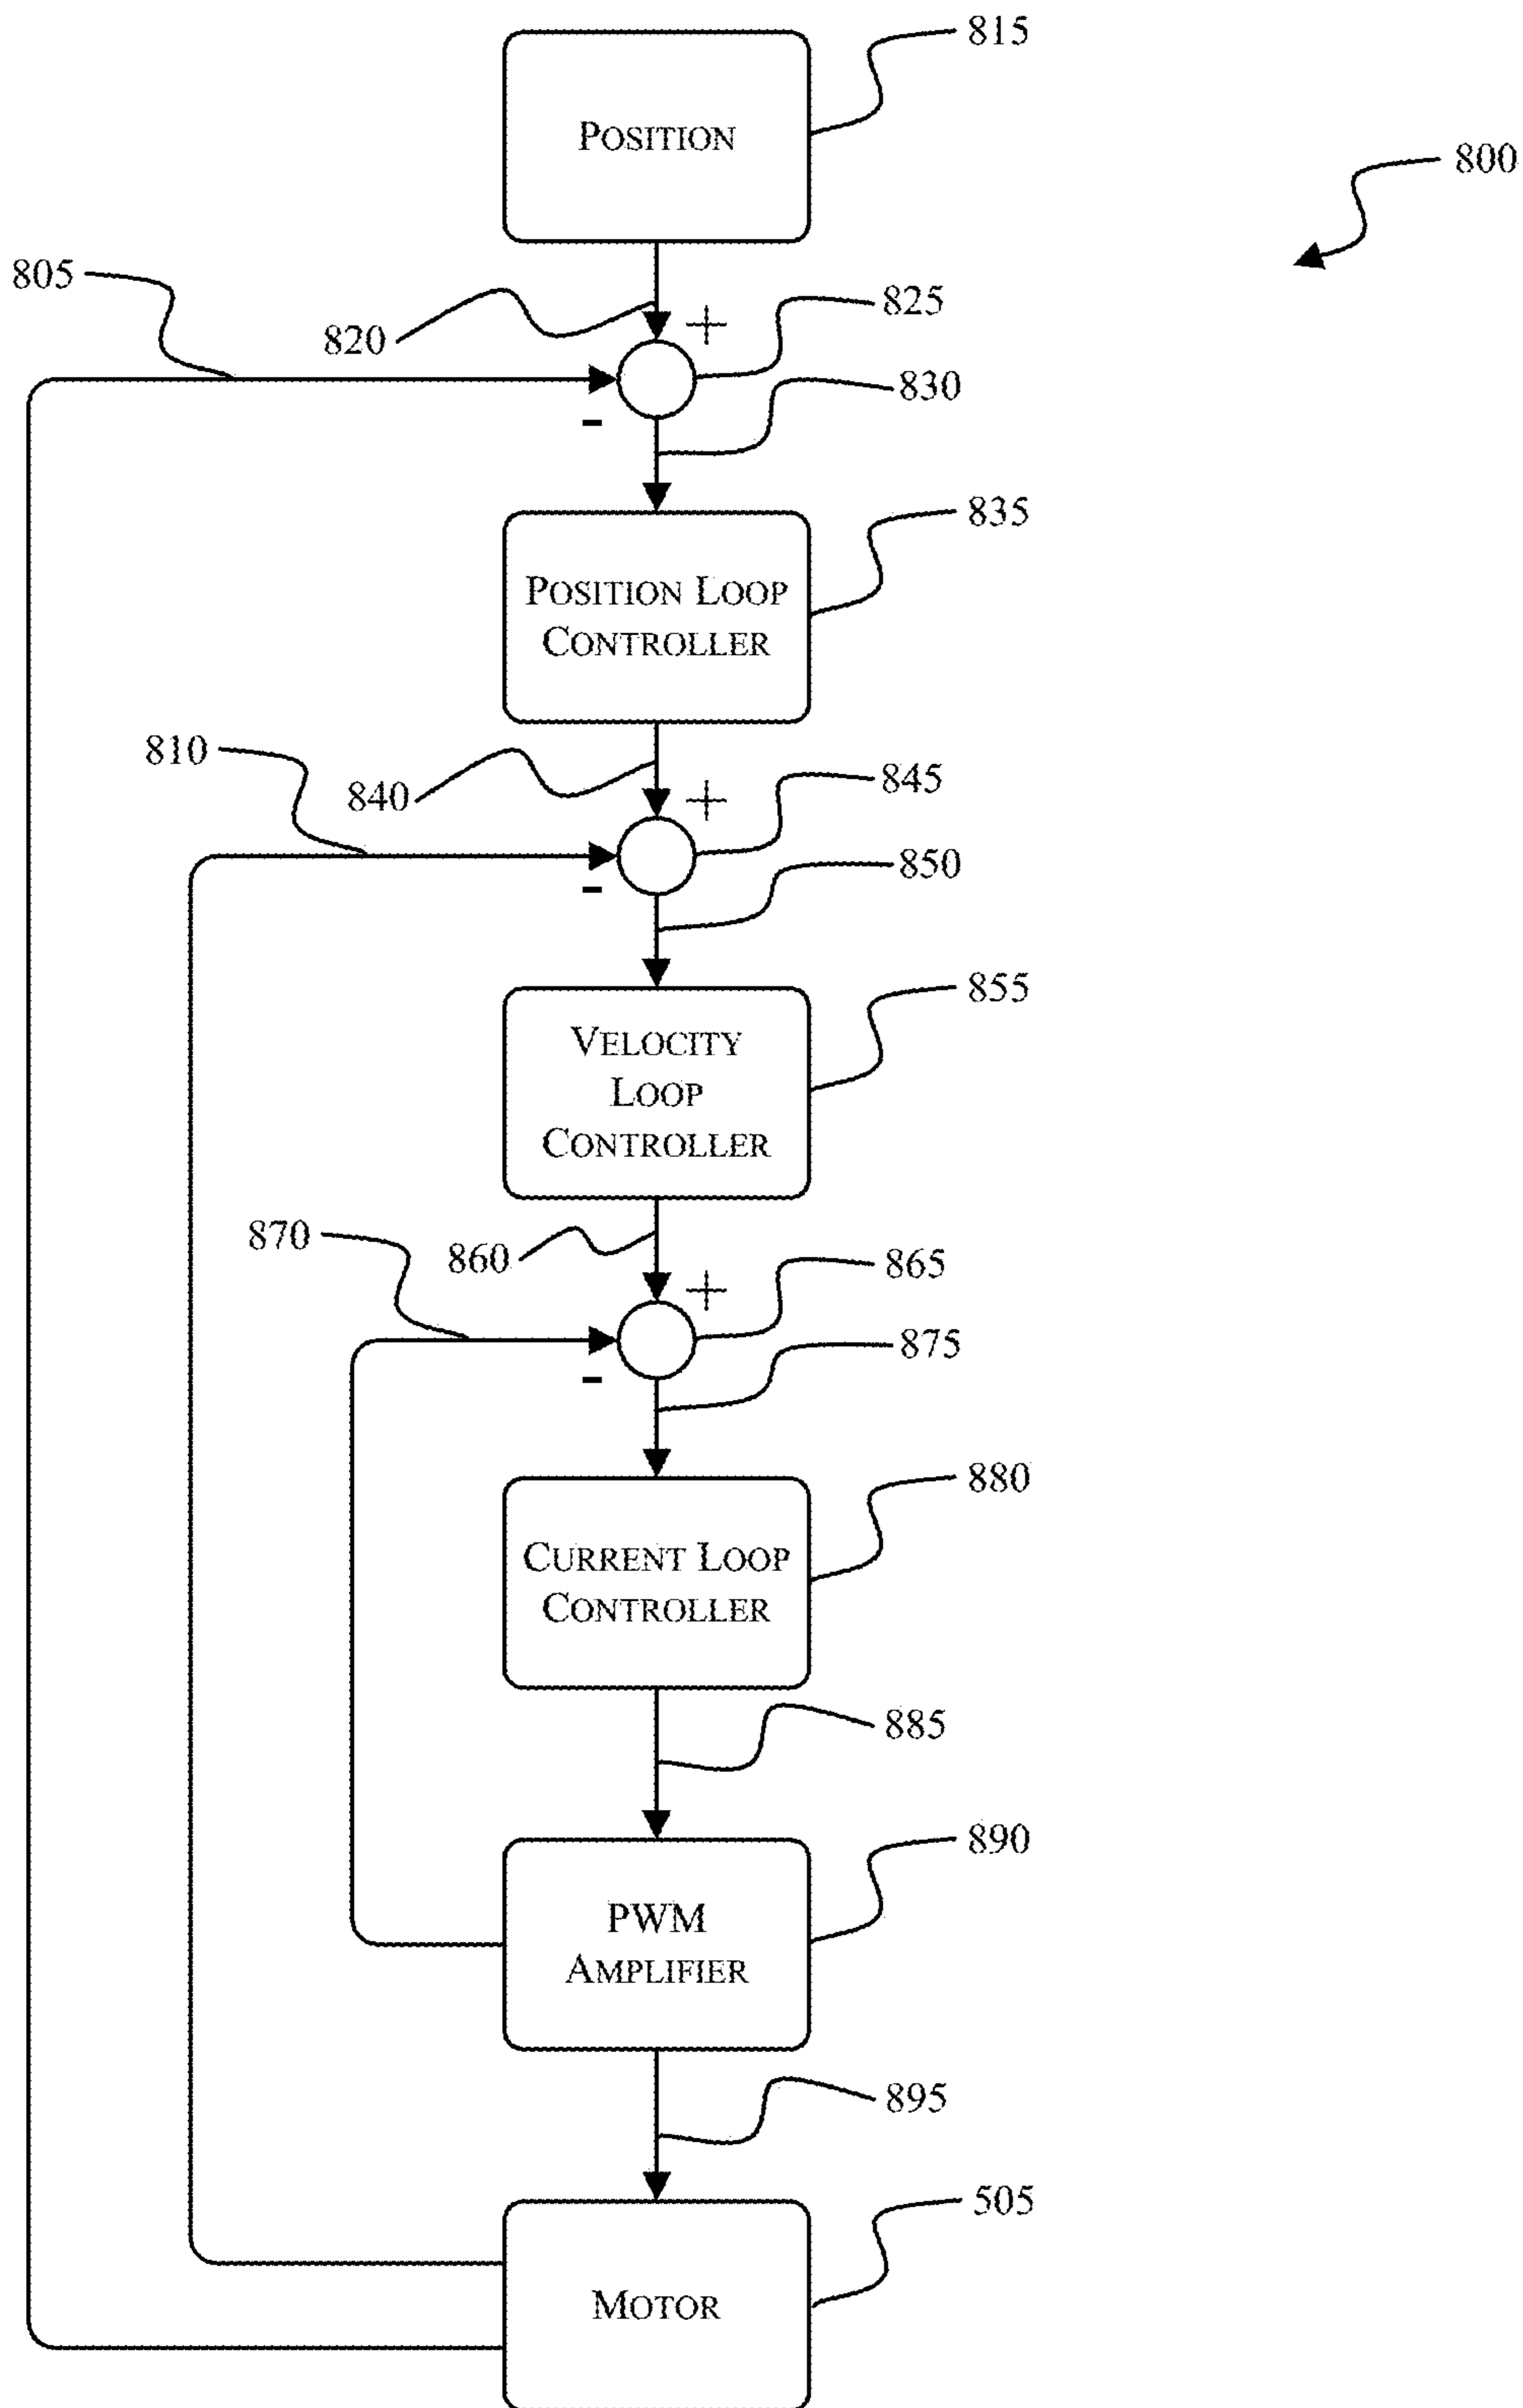 815
POSITION
800
805
825
820
+
830
-
835
POSITION LOOP
CONTROLLER
810
845
840
+
850
-
855
VELOCITY
LOOP
CONTROLLER
870
860
865
+
875
-
880
CURRENT LOOP
CONTROLLER
885
890
PWM
AMPLIFIER
895
505
MOTOR